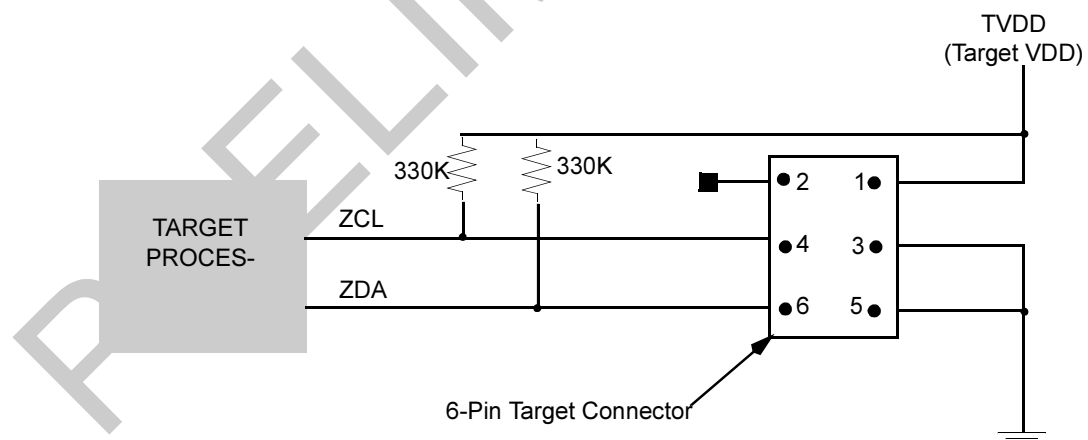 TVDD
(Target VDD)
330K
330K
2
1
TARGET
PROCES-
ZCL
4
3
ZDA
6
5
6-Pin Target Connector